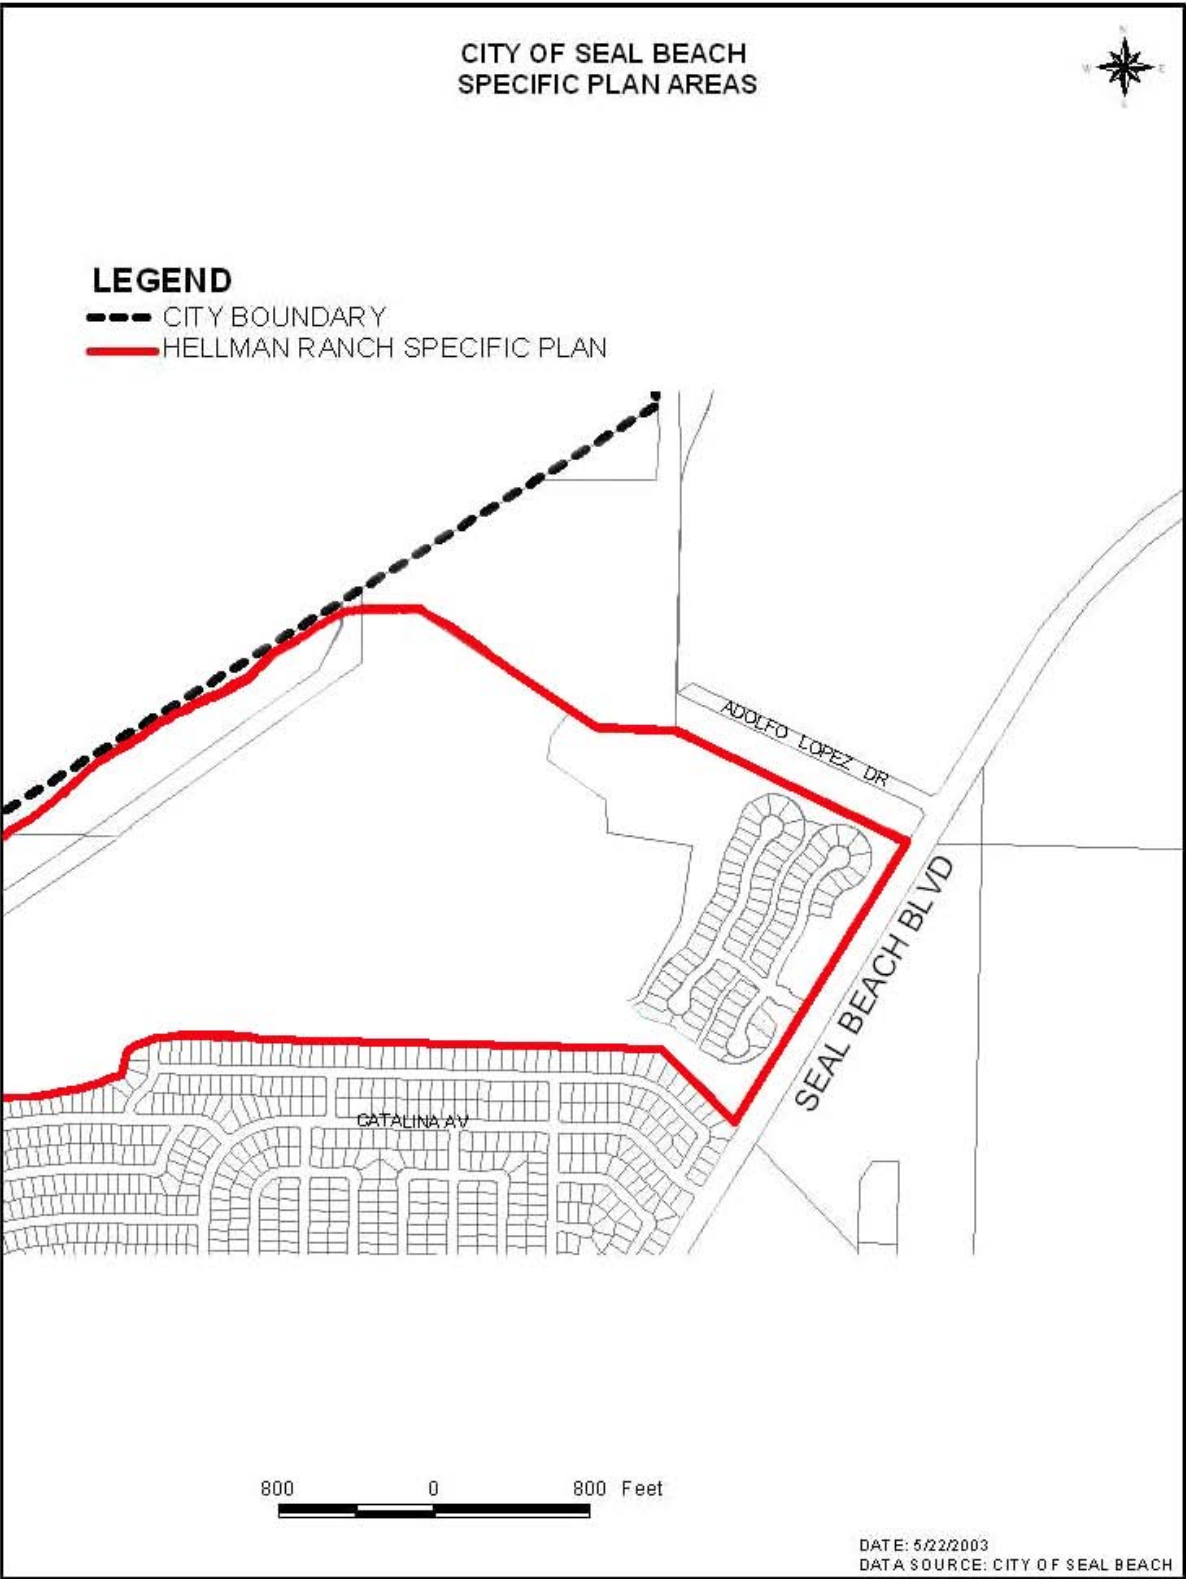 CITY OF SEAL BEACH
SPECIFIC PLAN AREAS
N
W E
S
LEGEND
CITY BOUNDARY
HELLMAN RANCH SPECIFIC PLAN
ADOLFO LOPEZ DR
SEAL BEACH BLVD
CATALINA AV
800 0 800 Feet
DATE: 5/22/2003
DATA SOURCE: CITY OF SEAL BEACH